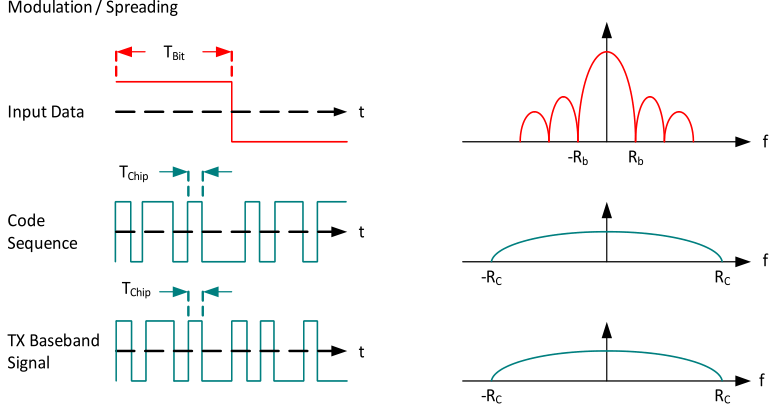 Modulation / Spreading
TBit
Input Data
t
-Rb
Rb
f
TChip
Code
Sequence
t
-RC
RC
f
TChip
TX Baseband
Signal
t
-RC
RC
f